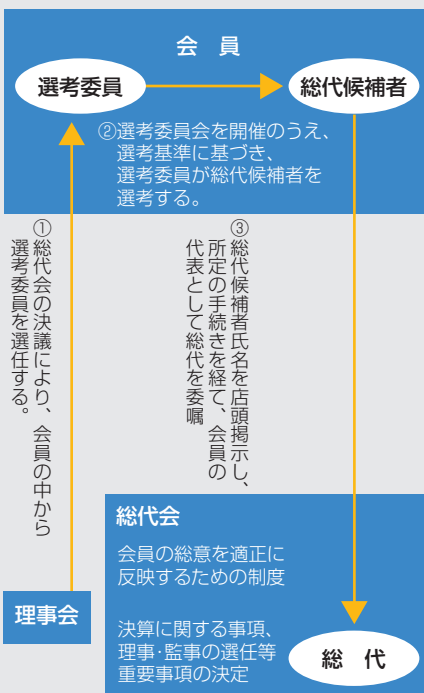 会 員
選考委員
総代候補者
②選考委員会を開催のうえ、
選考基準に基づき、
選考委員が総代候補者を
選考する。
①総代会の決議により、会員の中から
選考委員を選任する。
③総代候補者氏名を店頭掲示し、
所定の手続きを経て、会員の
代表として総代を委嘱
総代会
会員の総意を適正に
反映するための制度
決算に関する事項、
理事・監事の選任等
重要事項の決定
理事会
総 代